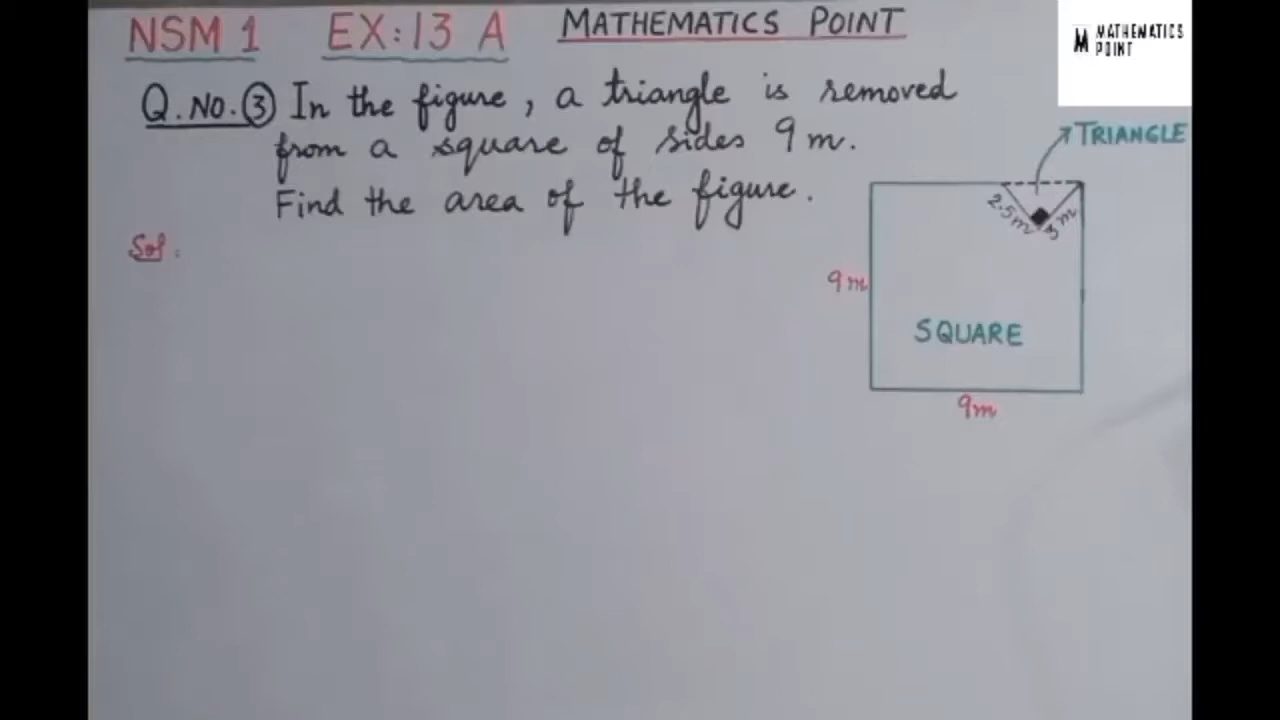 NSM 1 EX:13 A MATHEMATICS POINT
MATHEMATICS
POINT
Q.NO.③ In the figure, a triangle is removed
from a square of sides 9m.
Find the area of the figure.
TRIANGLE
2.5m
3m
Sol:
9m
SQUARE
9m